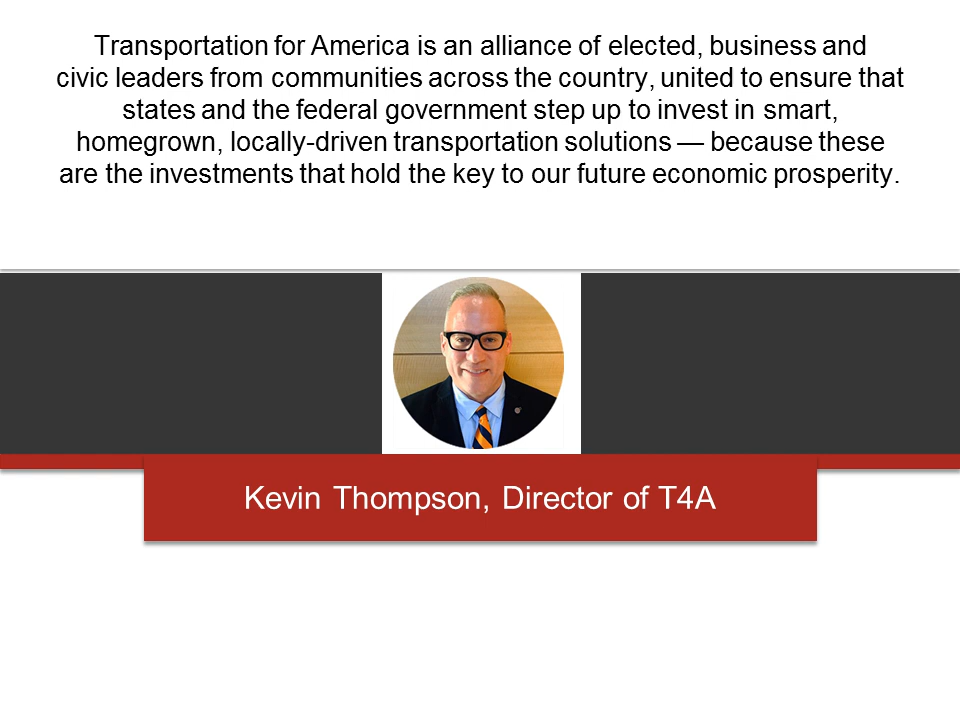 Transportation for America is an alliance of elected, business and
civic leaders from communities across the country, united to ensure that
states and the federal government step up to invest in smart,
homegrown, locally-driven transportation solutions — because these
are the investments that hold the key to our future economic prosperity.
Kevin Thompson, Director of T4A